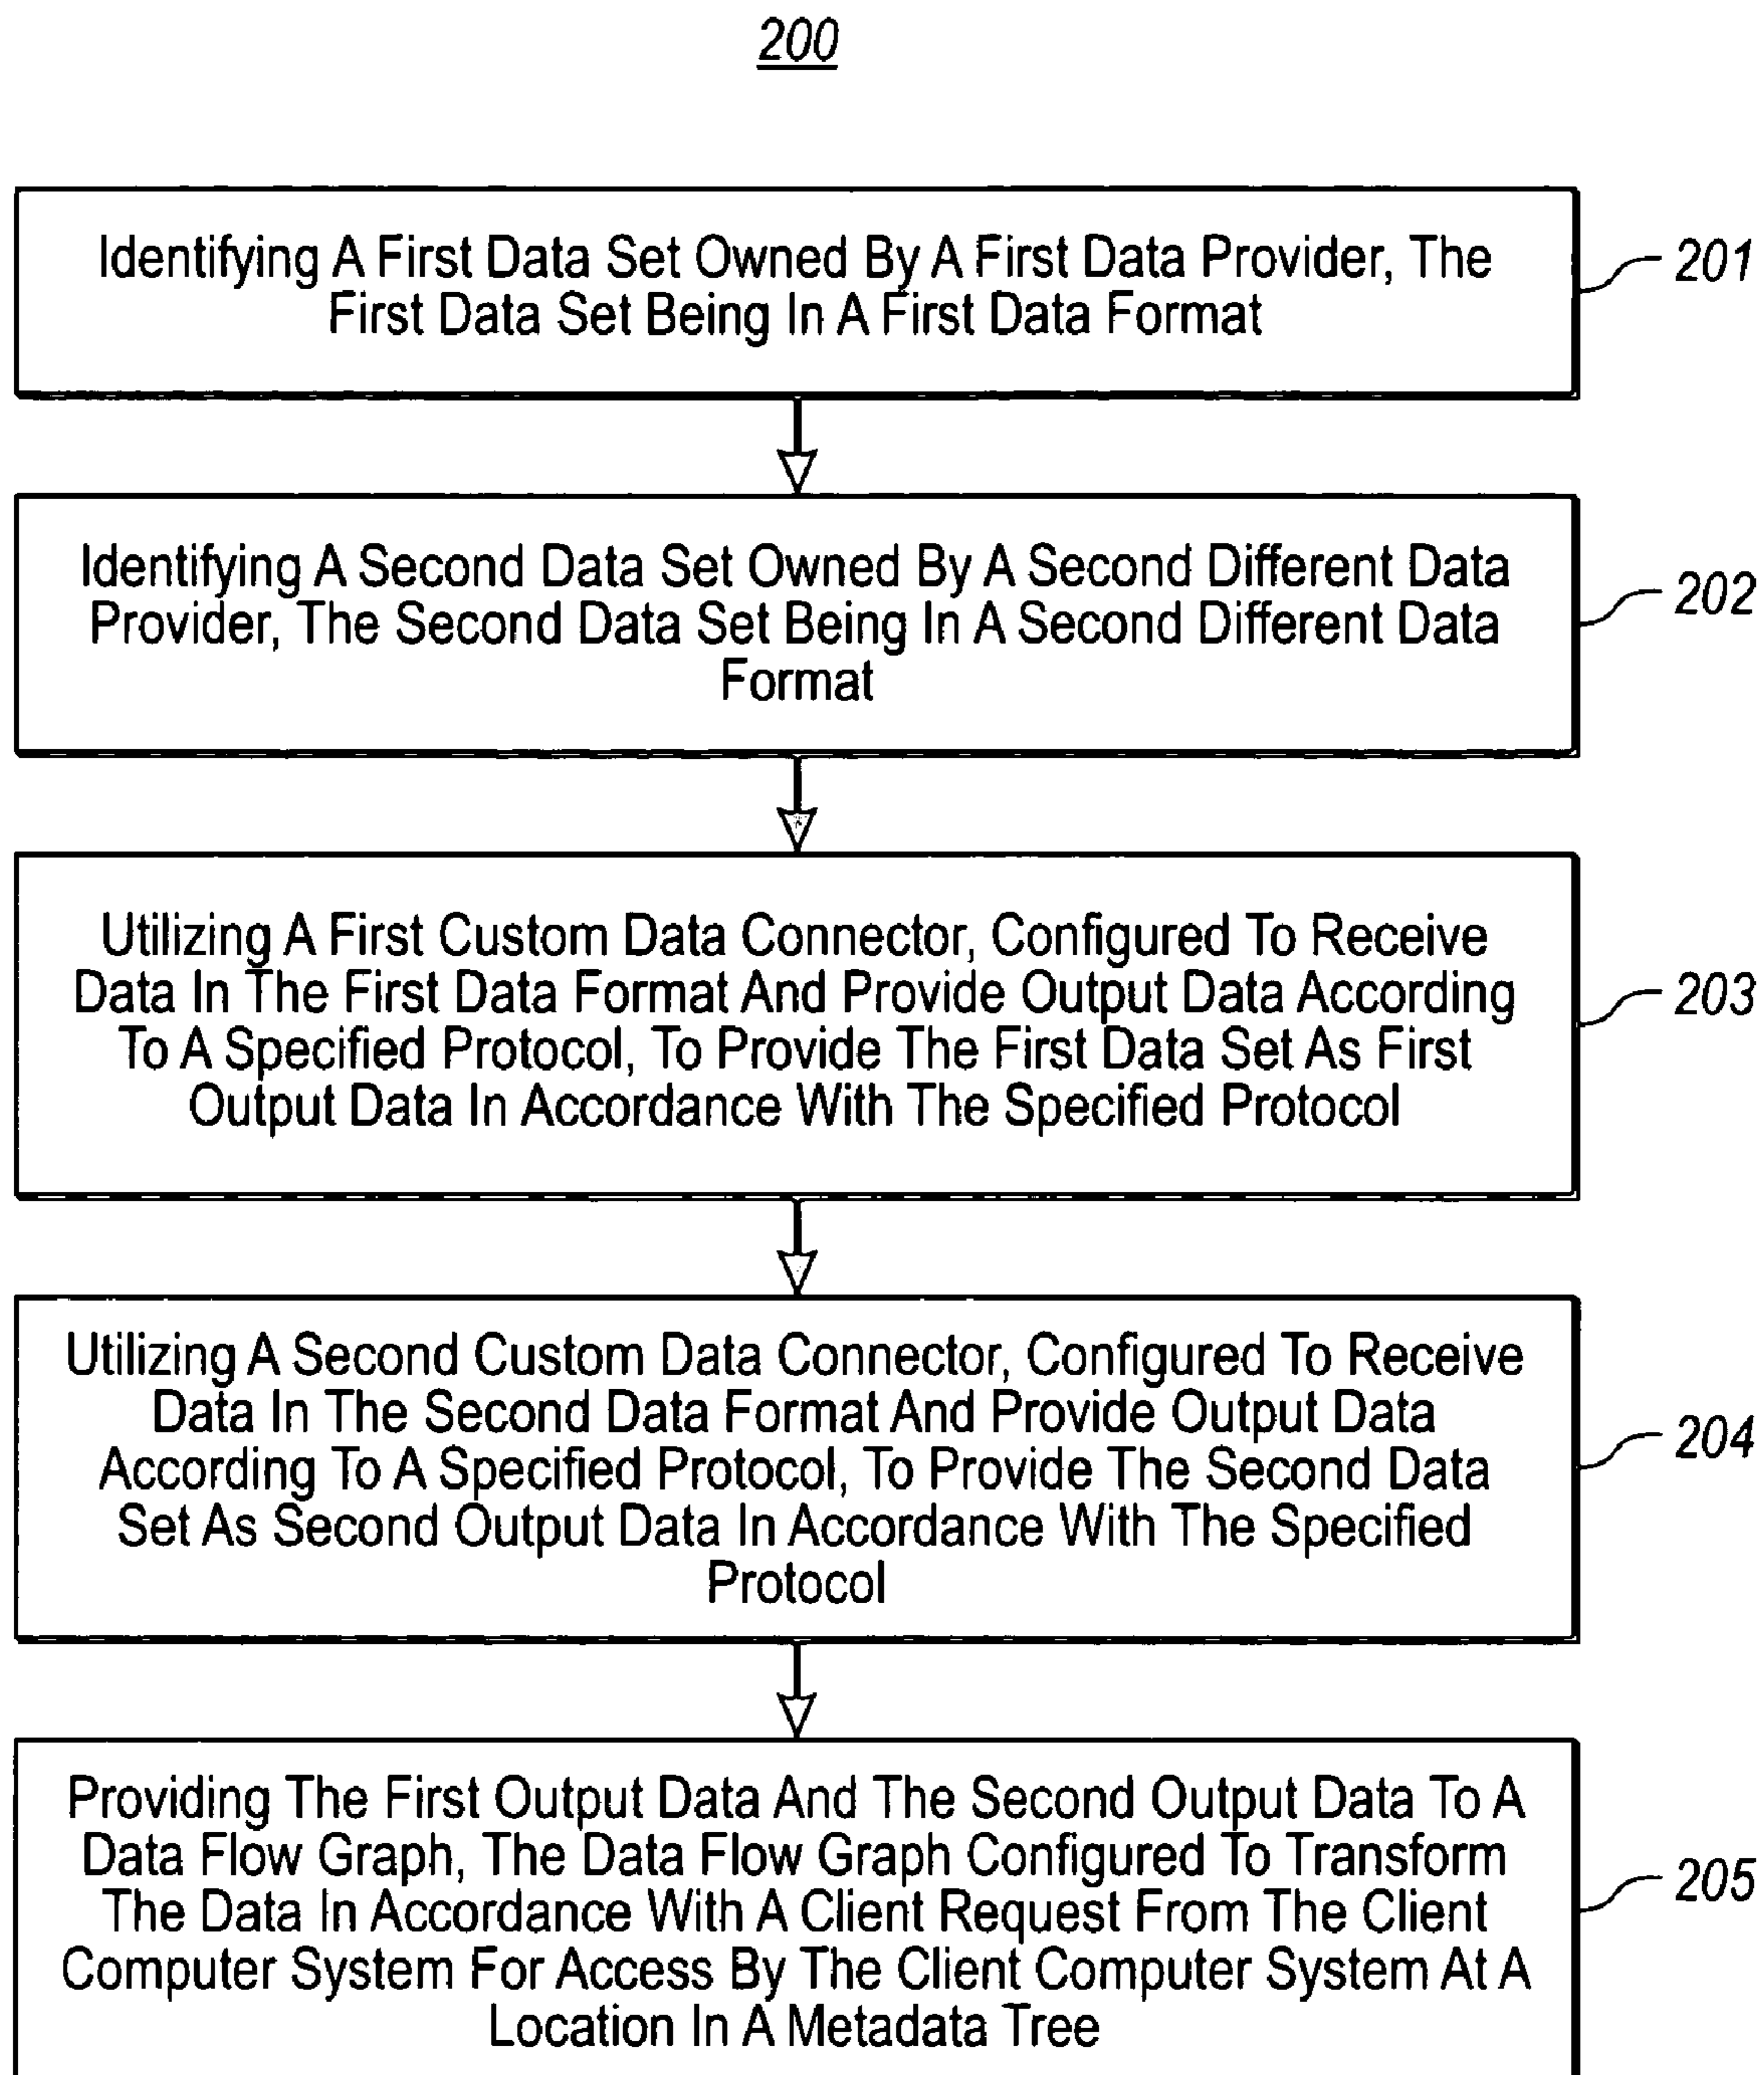 200
Identifying A First Data Set Owned By A First Data Provider, The
First Data Set Being In A First Data Format
201
Identifying A Second Data Set Owned By A Second Different Data
Provider, The Second Data Set Being In A Second Different Data
Format
202
Utilizing A First Custom Data Connector, Configured To Receive
Data In The First Data Format And Provide Output Data According
To A Specified Protocol, To Provide The First Data Set As First
Output Data In Accordance With The Specified Protocol
203
Utilizing A Second Custom Data Connector, Configured To Receive
Data In The Second Data Format And Provide Output Data
According To A Specified Protocol, To Provide The Second Data
Set As Second Output Data In Accordance With The Specified
Protocol
204
Providing The First Output Data And The Second Output Data To A
Data Flow Graph, The Data Flow Graph Configured To Transform
The Data In Accordance With A Client Request From The Client
Computer System For Access By The Client Computer System At A
Location In A Metadata Tree
205